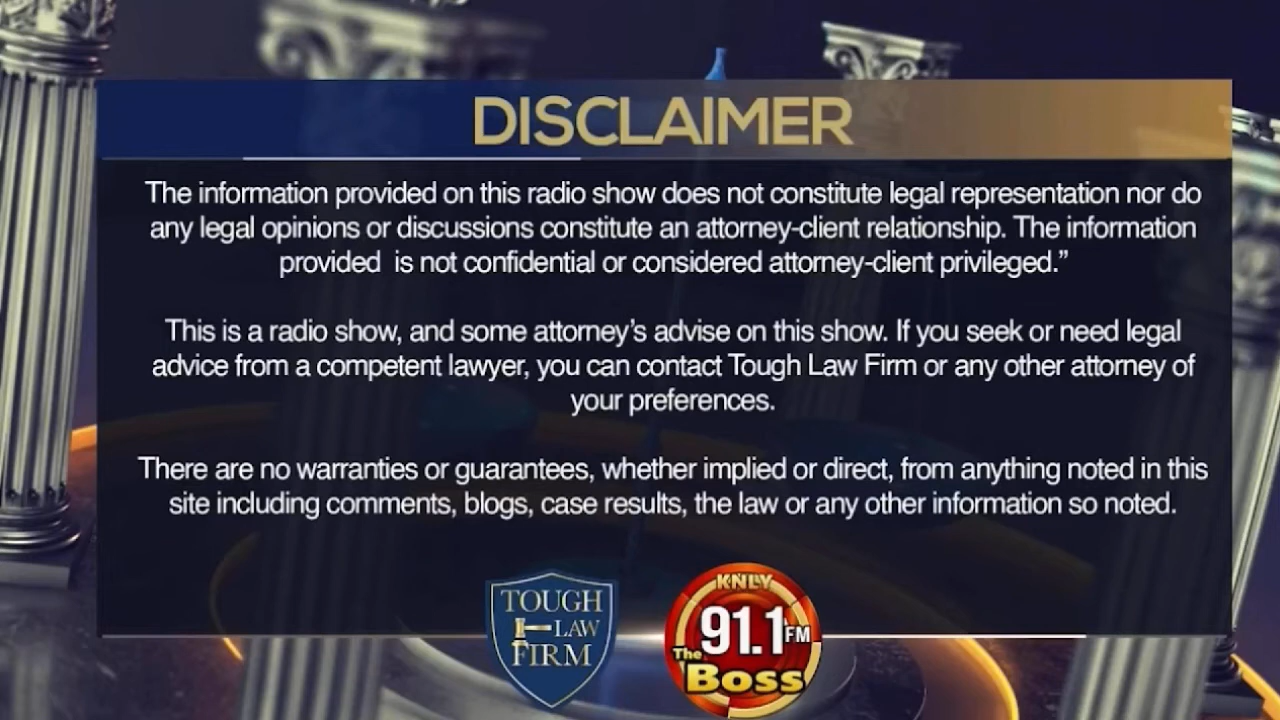 DISCLAIMER
The information provided on this radio show does not constitute legal representation nor do
any legal opinions or discussions constitute an attorney-client relationship. The information
provided  is not confidential or considered attorney-client privileged.”
This is a radio show, and some attorney’s advise on this show. If you seek or need legal
advice from a competent lawyer, you can contact Tough Law Firm or any other attorney of
your preferences.
There are no warranties or guarantees, whether implied or direct, from anything noted in this
site including comments, blogs, case results, the law or any other information so noted.
TOUGH
LAW
FIRM
KNLY
91.1 FM
The
Boss